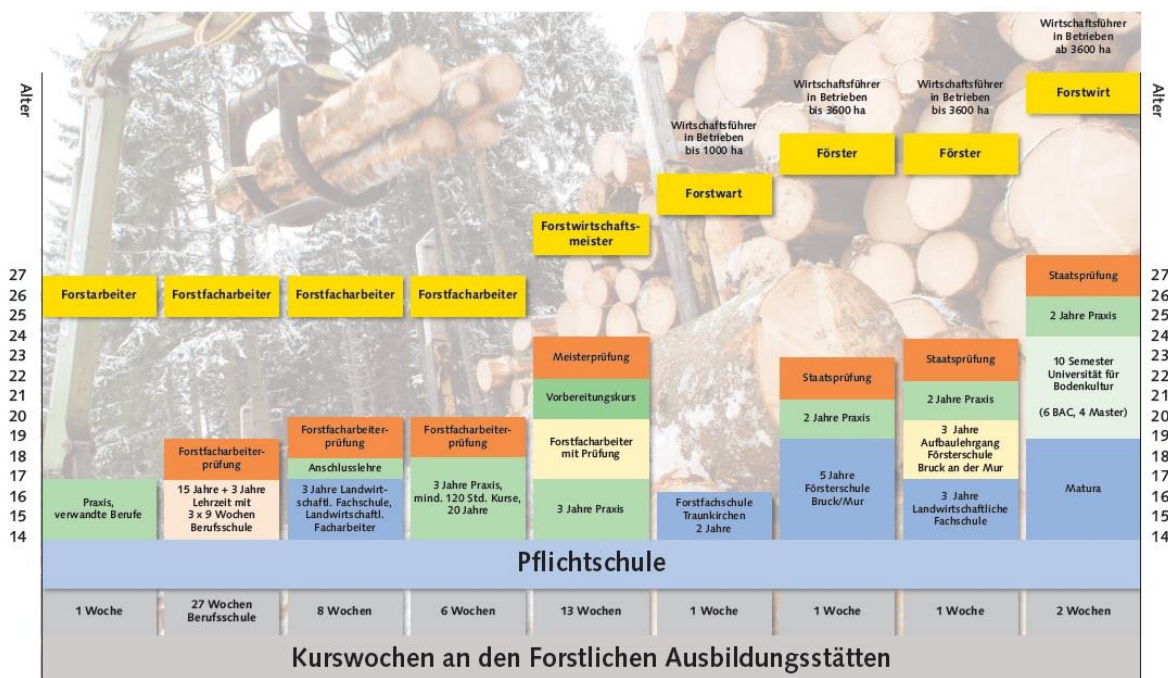 Wirtschaftsführer
in Betrieben
ab 3600 ha
Forstwirt
Wirtschaftsführer
in Betrieben
bis 3600 ha
Förster
Wirtschaftsführer
in Betrieben
bis 3600 ha
Förster
Wirtschaftsführer
in Betrieben
bis 1000 ha
Forstwart
Forstwirtschafts-
meister
Alter
Alter
Forstarbeiter
Forstfacharbeiter
Forstfacharbeiter
Forstfacharbeiter
27
26
25
24
23
22
21
20
19
18
17
16
15
14
Praxis,
verwandte Berufe
Forstfacharbeiter-
prüfung
15 Jahre + 3 Jahre
Lehrzeit mit
3 x 9 Wochen
Berufsschule
Forstfacharbeiter-
prüfung
Anschlusslehre
3 Jahre Landwirt-
schaftl. Fachschule,
Landwirtschaftl.
Facharbeiter
Forstfacharbeiter-
prüfung
3 Jahre Praxis,
mind. 120 Std. Kurse,
20 Jahre
Meisterprüfung
Vorbereitungskurs
Forstfacharbeiter
mit Prüfung
3 Jahre Praxis
Forstfachschule
Traunkirchen
2 Jahre
Staatsprüfung
2 Jahre Praxis
5 Jahre
Försterschule
Bruck/Mur
Staatsprüfung
2 Jahre Praxis
3 Jahre
Aufbaulehrgang
Försterschule
Bruck an der Mur
3 Jahre
Landwirtschaftliche
Fachschule
Staatsprüfung
2 Jahre Praxis
10 Semester
Universität für
Bodenkultur
(6 BAC, 4 Master)
Matura
27
26
25
24
23
22
21
20
19
18
17
16
15
14
Pflichtschule
1 Woche
27 Wochen
Berufsschule
8 Wochen
6 Wochen
13 Wochen
1 Woche
1 Woche
1 Woche
2 Wochen
Kurswochen an den Forstlichen Ausbildungsstätten